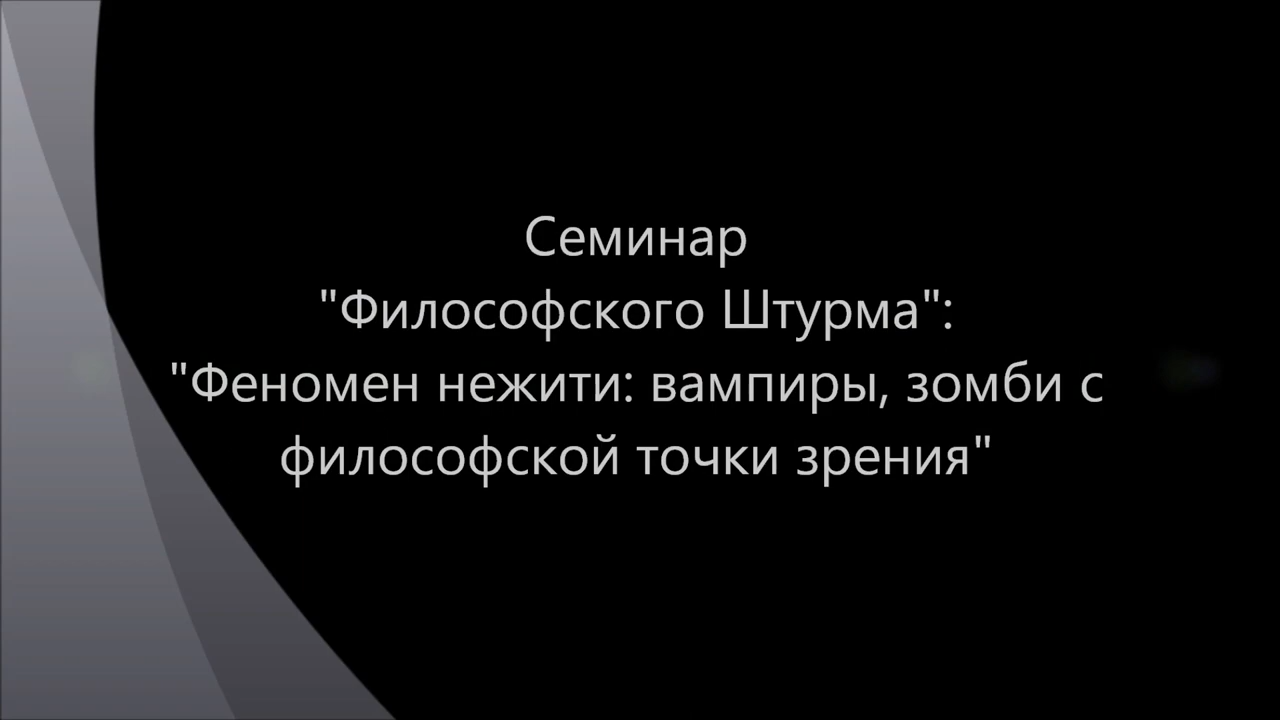 Семинар
"Философского Штурма":
"Феномен нежити: вампиры, зомби с
философской точки зрения"